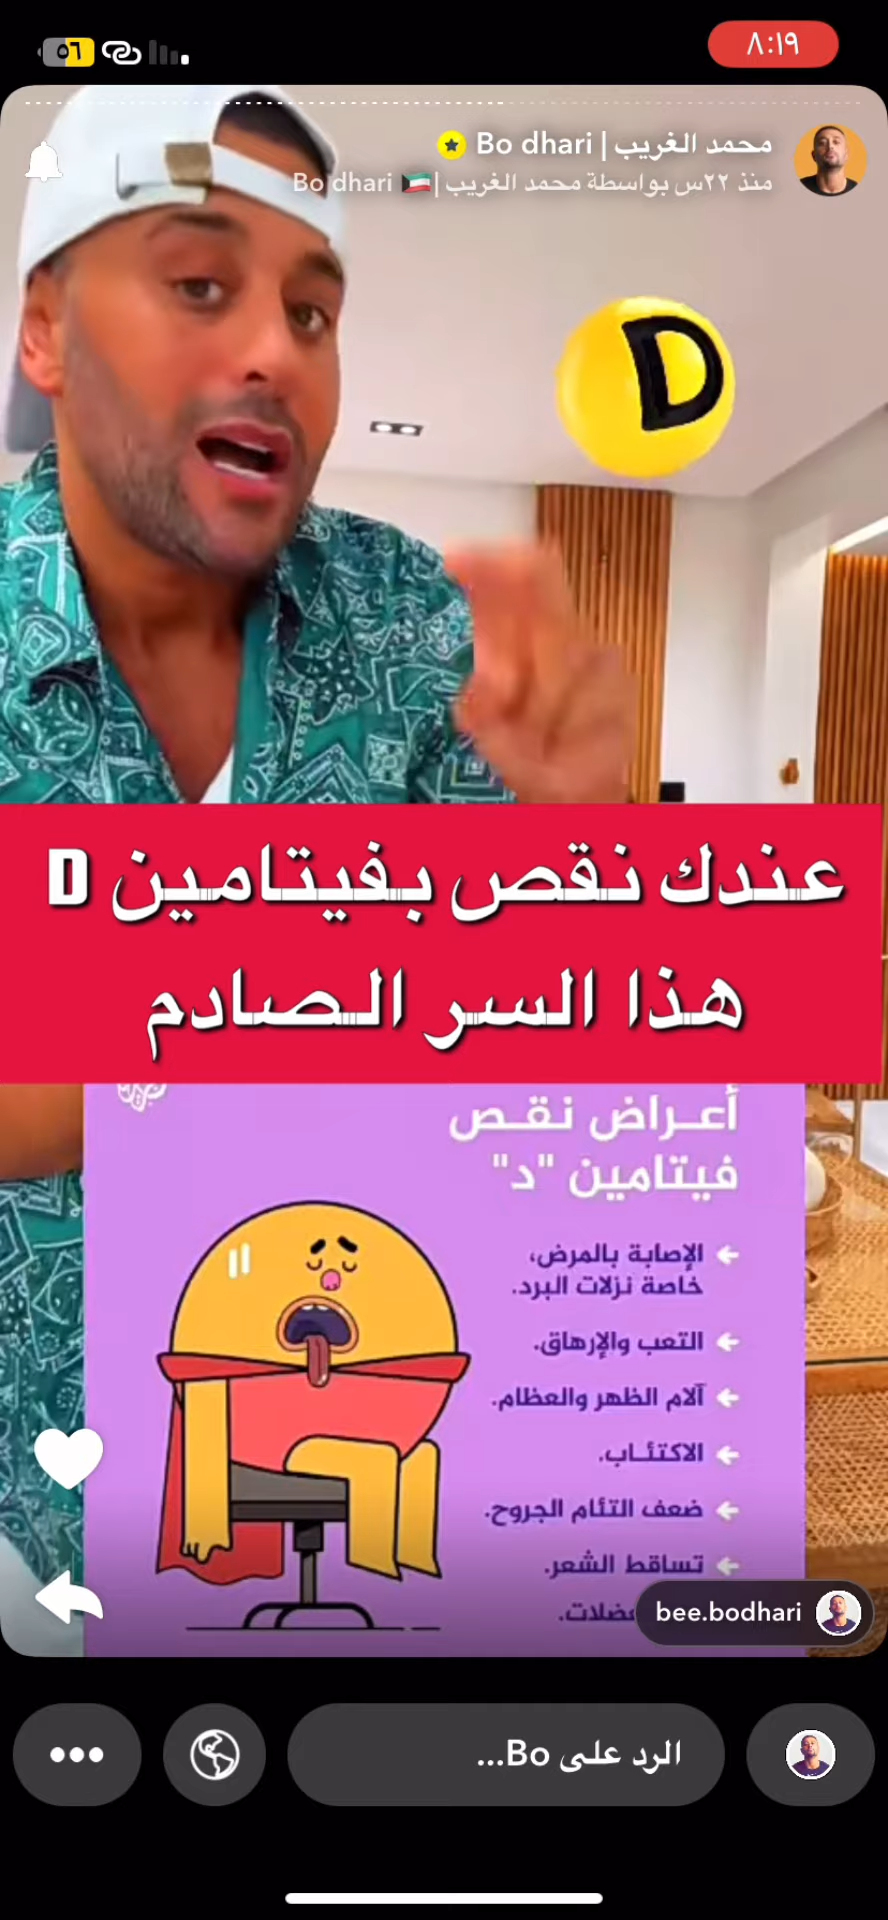 ٨:١٩
٥٦
محمد الغريب | Bo dhari
منذ ٢٢س بواسطة محمد الغريب | 🇰🇼 Bo dhari
D
عندك نقص بفيتامين D
هذا السر الصادم
أعراض نقص
فيتامين "د"
الإصابة بالمرض،
خاصة نزلات البرد.
التعب والإرهاق.
آلام الظهر والعظام.
الاكتئاب.
ضعف التئام الجروح.
تساقط الشعر.
bee.bodhari
الرد على Bo...